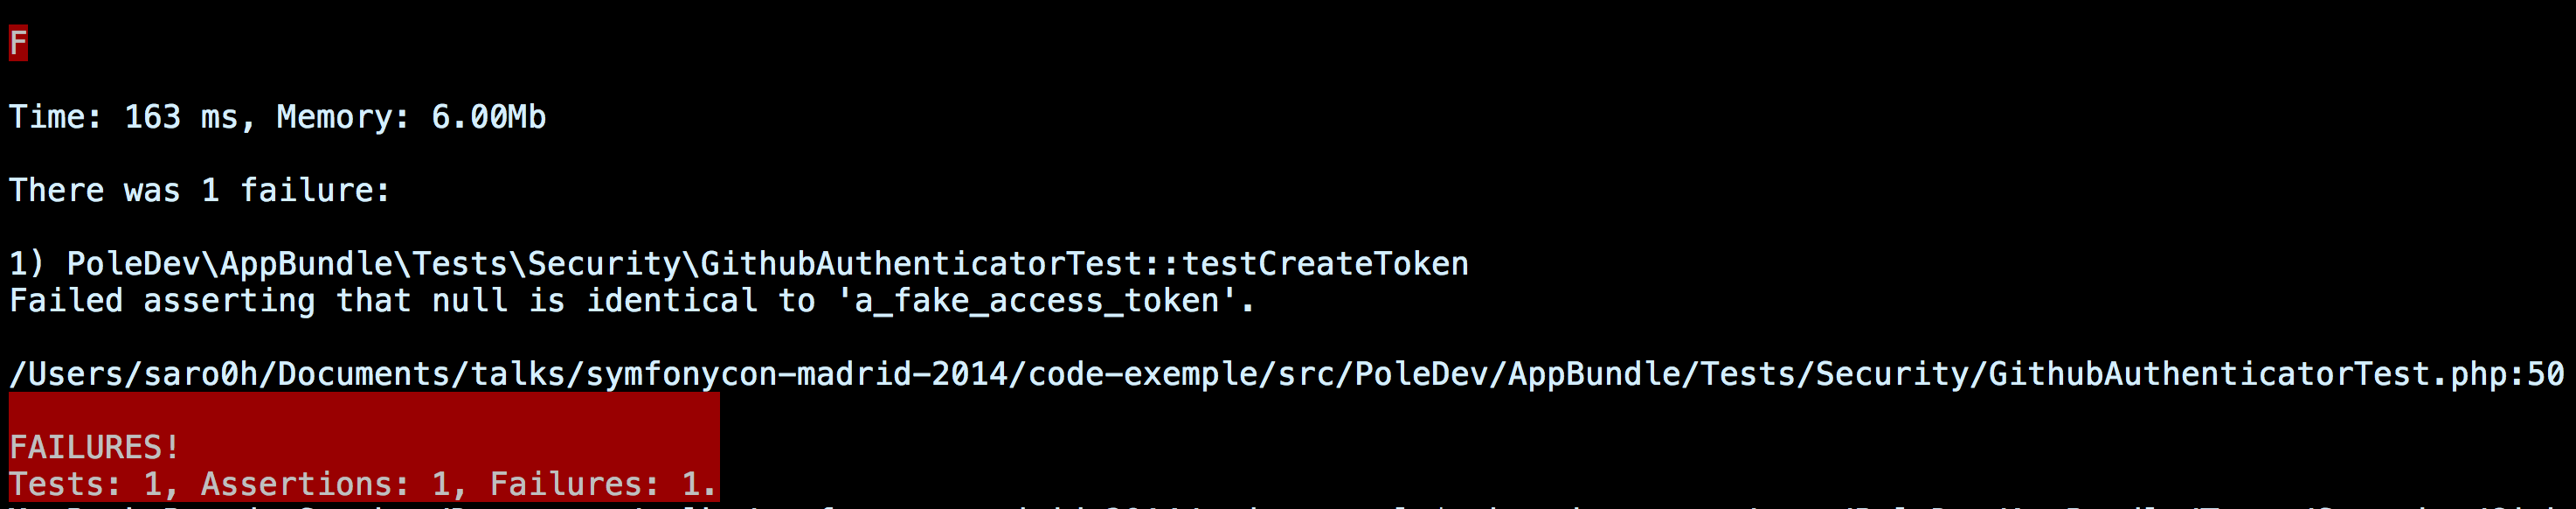 F
Time: 163 ms, Memory: 6.00Mb
There was 1 failure:
1) PoleDev\AppBundle\Tests\Security\GithubAuthenticatorTest::testCreateToken
Failed asserting that null is identical to 'a_fake_access_token'.
/Users/saro0h/Documents/talks/symfonycon-madrid-2014/code-exemple/src/PoleDev/AppBundle/Tests/Security/GithubAuthenticatorTest.php:50
FAILURES!
Tests: 1, Assertions: 1, Failures: 1.